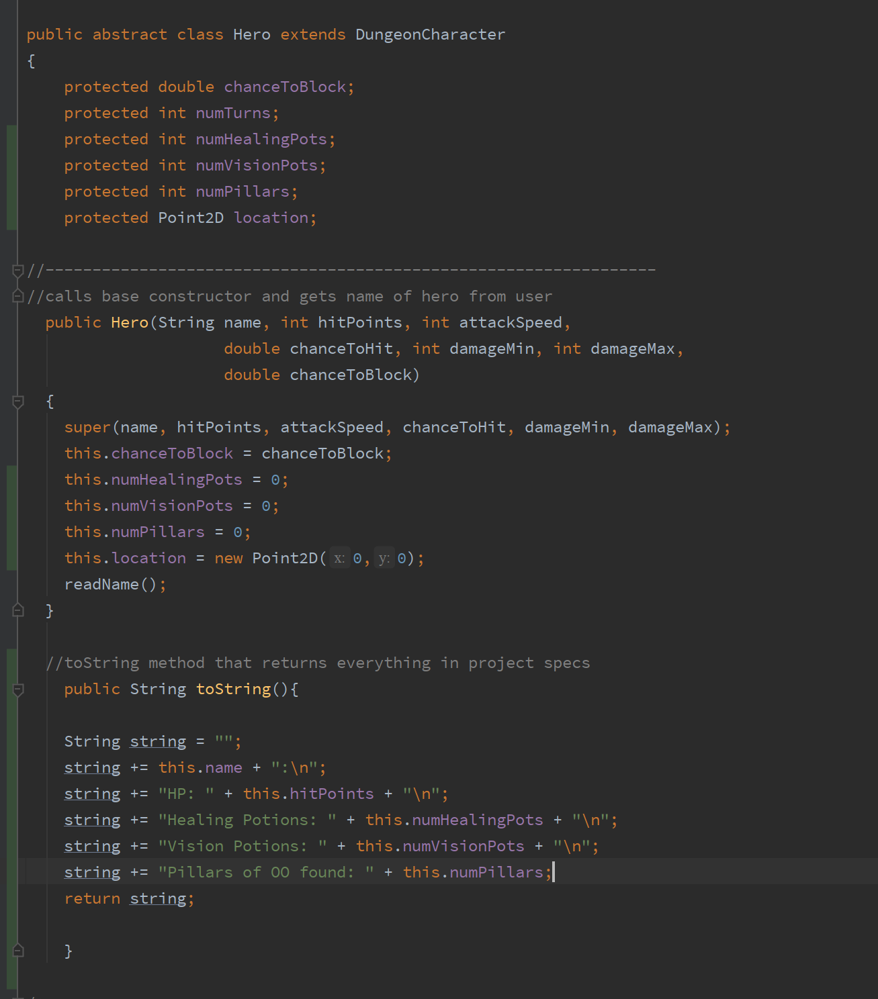 public abstract class Hero extends DungeonCharacter
{
    protected double chanceToBlock;
    protected int numTurns;
    protected int numHealingPots;
    protected int numVisionPots;
    protected int numPillars;
    protected Point2D location;

//-----------------------------------------------------------------
//calls base constructor and gets name of hero from user
  public Hero(String name, int hitPoints, int attackSpeed,
                     double chanceToHit, int damageMin, int damageMax,
                     double chanceToBlock)
  {
    super(name, hitPoints, attackSpeed, chanceToHit, damageMin, damageMax);
    this.chanceToBlock = chanceToBlock;
    this.numHealingPots = 0;
    this.numVisionPots = 0;
    this.numPillars = 0;
    this.location = new Point2D( x: 0, y: 0);
    readName();
  }

  //toString method that returns everything in project specs
    public String toString(){

    String string = "";
    string += this.name + ":\n";
    string += "HP: " + this.hitPoints + "\n";
    string += "Healing Potions: " + this.numHealingPots + "\n";
    string += "Vision Potions: " + this.numVisionPots + "\n";
    string += "Pillars of OO found: " + this.numPillars;
    return string;

    }